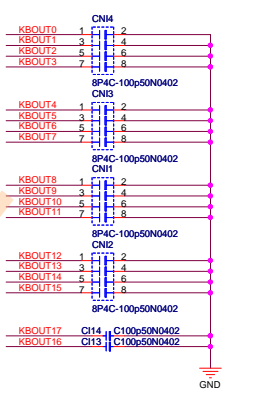 CNI4
KBOUT0 1 2
KBOUT1 3 4
KBOUT2 5 6
KBOUT3 7 8
8P4C-100p50N0402
CNI3
KBOUT4 1 2
KBOUT5 3 4
KBOUT6 5 6
KBOUT7 7 8
8P4C-100p50N0402
CNI1
KBOUT8 1 2
KBOUT9 3 4
KBOUT10 5 6
KBOUT11 7 8
8P4C-100p50N0402
CNI2
KBOUT12 1 2
KBOUT13 3 4
KBOUT14 5 6
KBOUT15 7 8
8P4C-100p50N0402
KBOUT17 CI14 C100p50N0402
KBOUT16 CI13 C100p50N0402
GND